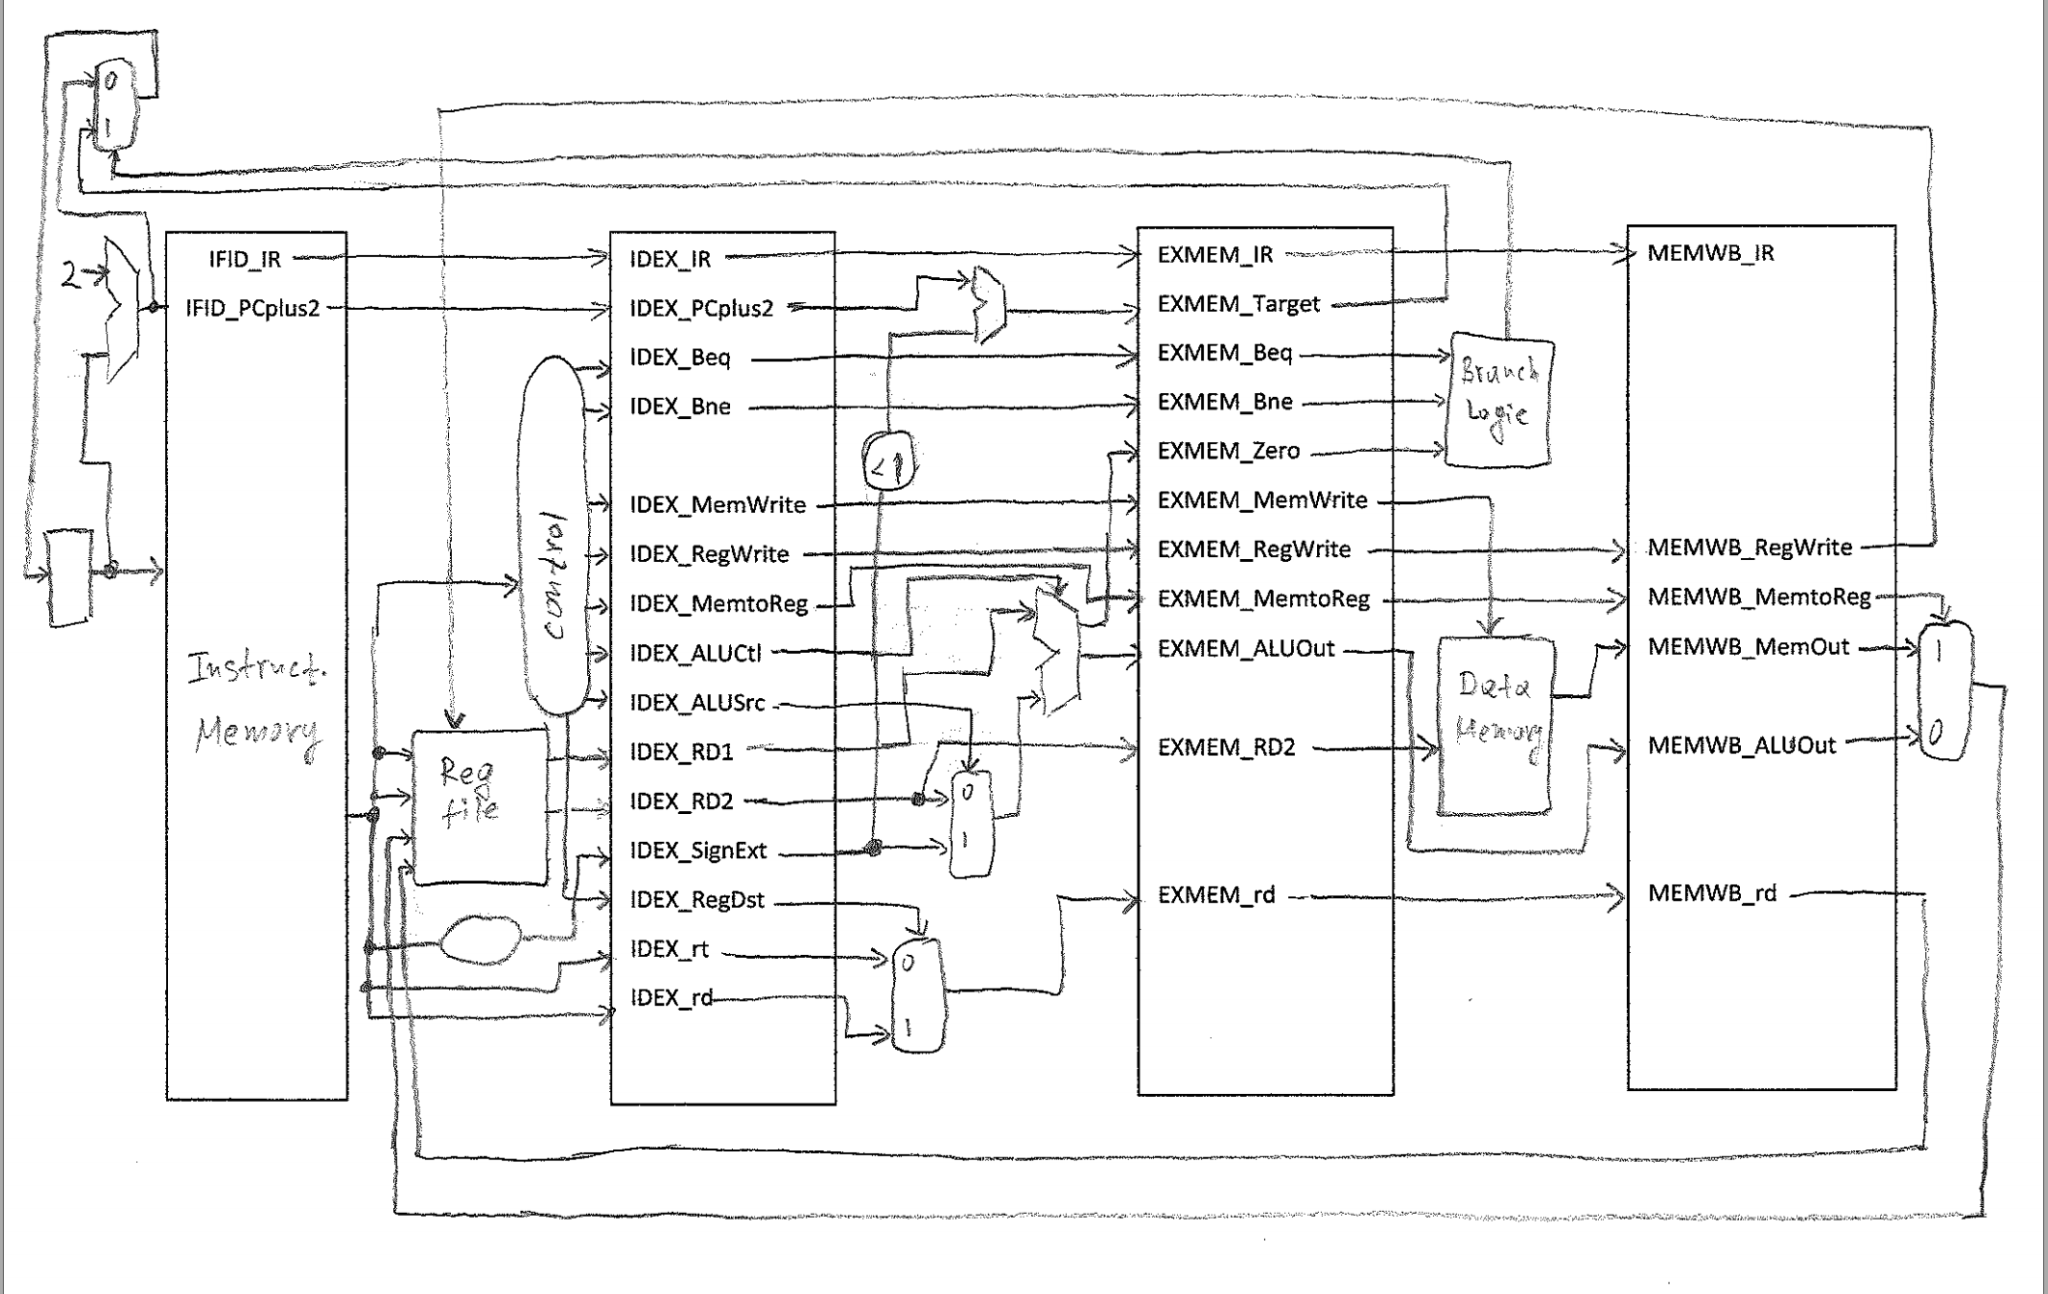 0
1
2
IFID_IR
IFID_PCplus2
Instruct.
Memory
Control
Reg
file
IDEX_IR
IDEX_PCplus2
IDEX_Beq
IDEX_Bne
IDEX_MemWrite
IDEX_RegWrite
IDEX_MemtoReg
IDEX_ALUCtl
IDEX_ALUSrc
IDEX_RD1
IDEX_RD2
IDEX_SignExt
IDEX_RegDst
IDEX_rt
IDEX_rd
<1
0
1
0
1
EXMEM_IR
EXMEM_Target
EXMEM_Beq
EXMEM_Bne
EXMEM_Zero
EXMEM_MemWrite
EXMEM_RegWrite
EXMEM_MemtoReg
EXMEM_ALUOut
EXMEM_RD2
EXMEM_rd
Branch
Logic
Data
Memory
MEMWB_IR
MEMWB_RegWrite
MEMWB_MemtoReg
MEMWB_MemOut
MEMWB_ALUOut
MEMWB_rd
1
0